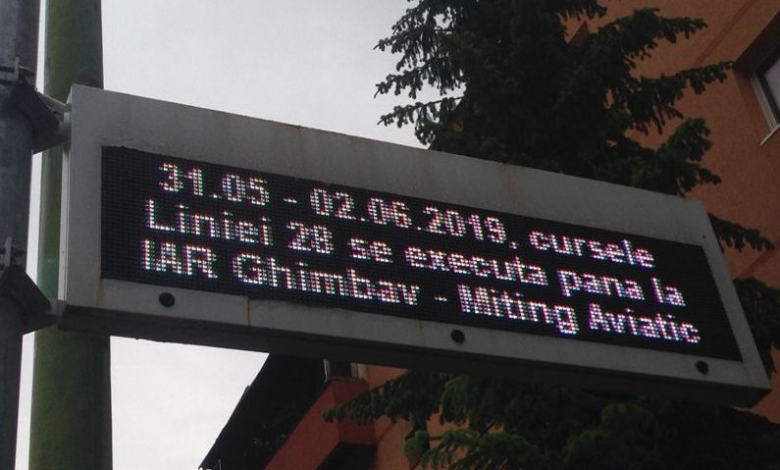 31.05 - 02.06.2019, cursele
Liniei 28 se executa pana la
IAR Ghimbav - Miting Aviatic